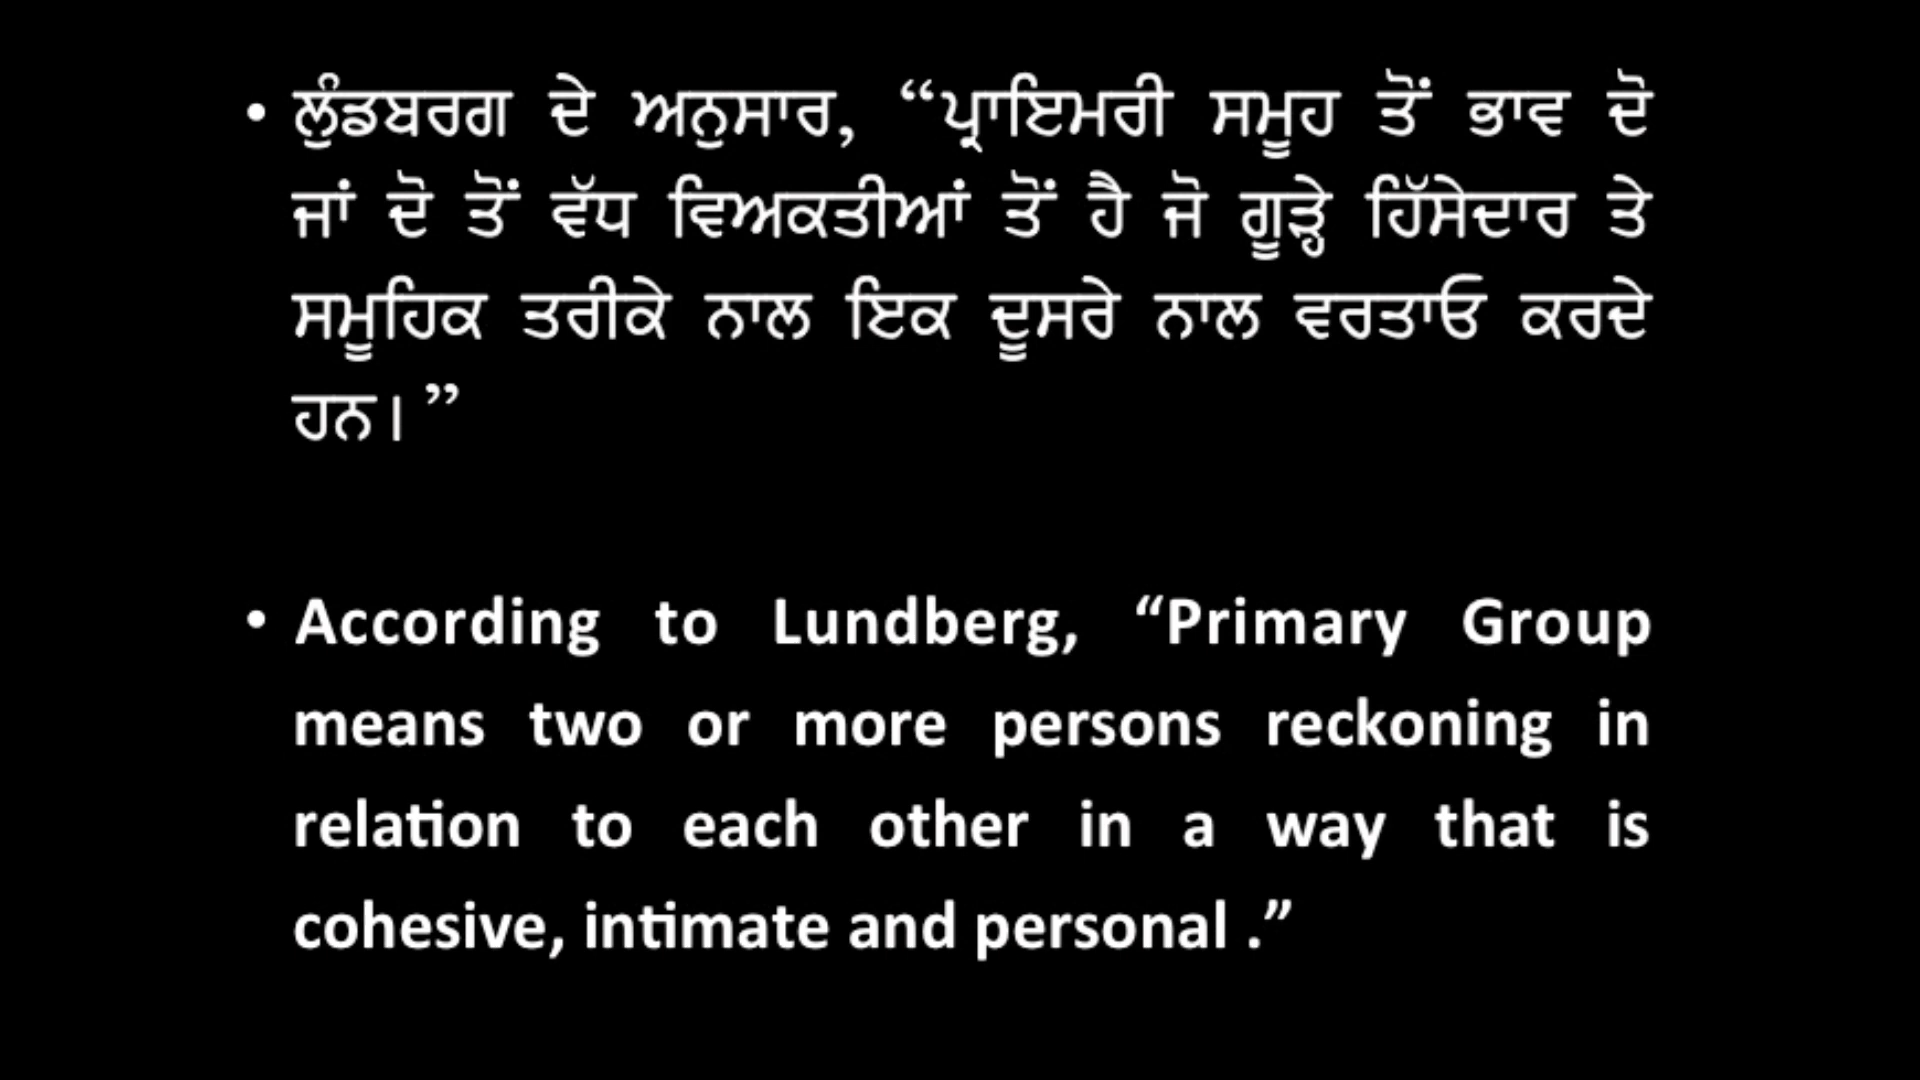 • ਲੁੰਡਬਰਗ ਦੇ ਅਨੁਸਾਰ, “ਪ੍ਰਾਇਮਰੀ ਸਮੂਹ ਤੋਂ ਭਾਵ ਦੋ
ਜਾਂ ਦੋ ਤੋਂ ਵੱਧ ਵਿਅਕਤੀਆਂ ਤੋਂ ਹੈ ਜੋ ਗੂੜ੍ਹੇ ਹਿੱਸੇਦਾਰ ਤੇ
ਸਮੂਹਿਕ ਤਰੀਕੇ ਨਾਲ ਇਕ ਦੂਸਰੇ ਨਾਲ ਵਰਤਾਓ ਕਰਦੇ
ਹਨ। ”
• According to Lundberg, “Primary Group
means two or more persons reckoning in
relation to each other in a way that is
cohesive, intimate and personal .”